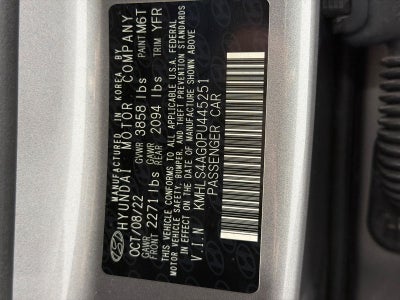 MANUFACTURED IN KOREA BY
HYUNDAI MOTOR COMPANY
OCT/08/22 GVWR 3858 lbs PAINT M6T
GAWR FRONT 2271 lbs GAWR REAR 2094 lbs TRIM YFR
THIS VEHICLE CONFORMS TO ALL APPLICABLE U.S.A. FEDERAL
MOTOR VEHICLE SAFETY, BUMPER, AND THEFT PREVENTION STANDARDS
IN EFFECT ON THE DATE OF MANUFACTURE SHOWN ABOVE
V.I.N KMHLS4AG0PU445251
PASSENGER CAR